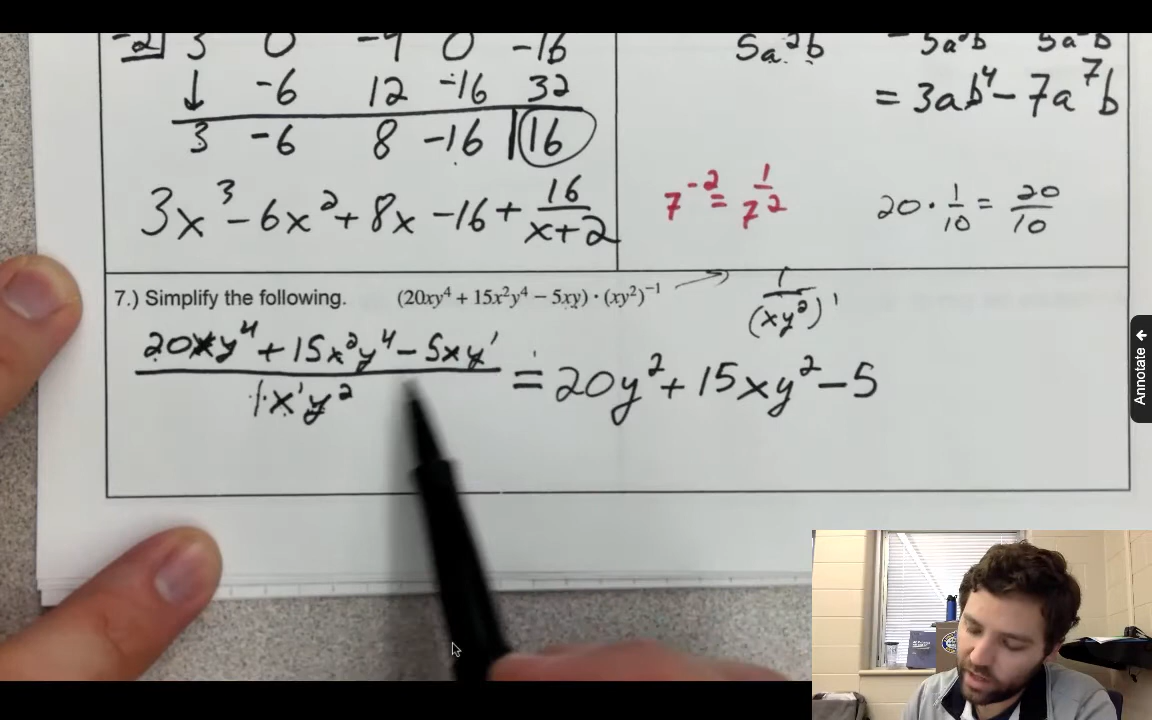 -2| 3 0 -4 0 -16
↓ -6 12 -16 32
3 -6 8 -16 |16
3x³ - 6x² + 8x - 16 + 16/(x+2)
5a²b
= 3ab⁴ - 7a⁷b
7⁻² = 1/7²
20 · 1/10 = 20/10
7.) Simplify the following. (20xy⁴ + 15x²y⁴ − 5xy) · (xy²)⁻¹
1/(xy²)¹
(20xy⁴ + 15x²y⁴ - 5xy¹)/(1x¹y²) = 20y² + 15xy² - 5
Annotate